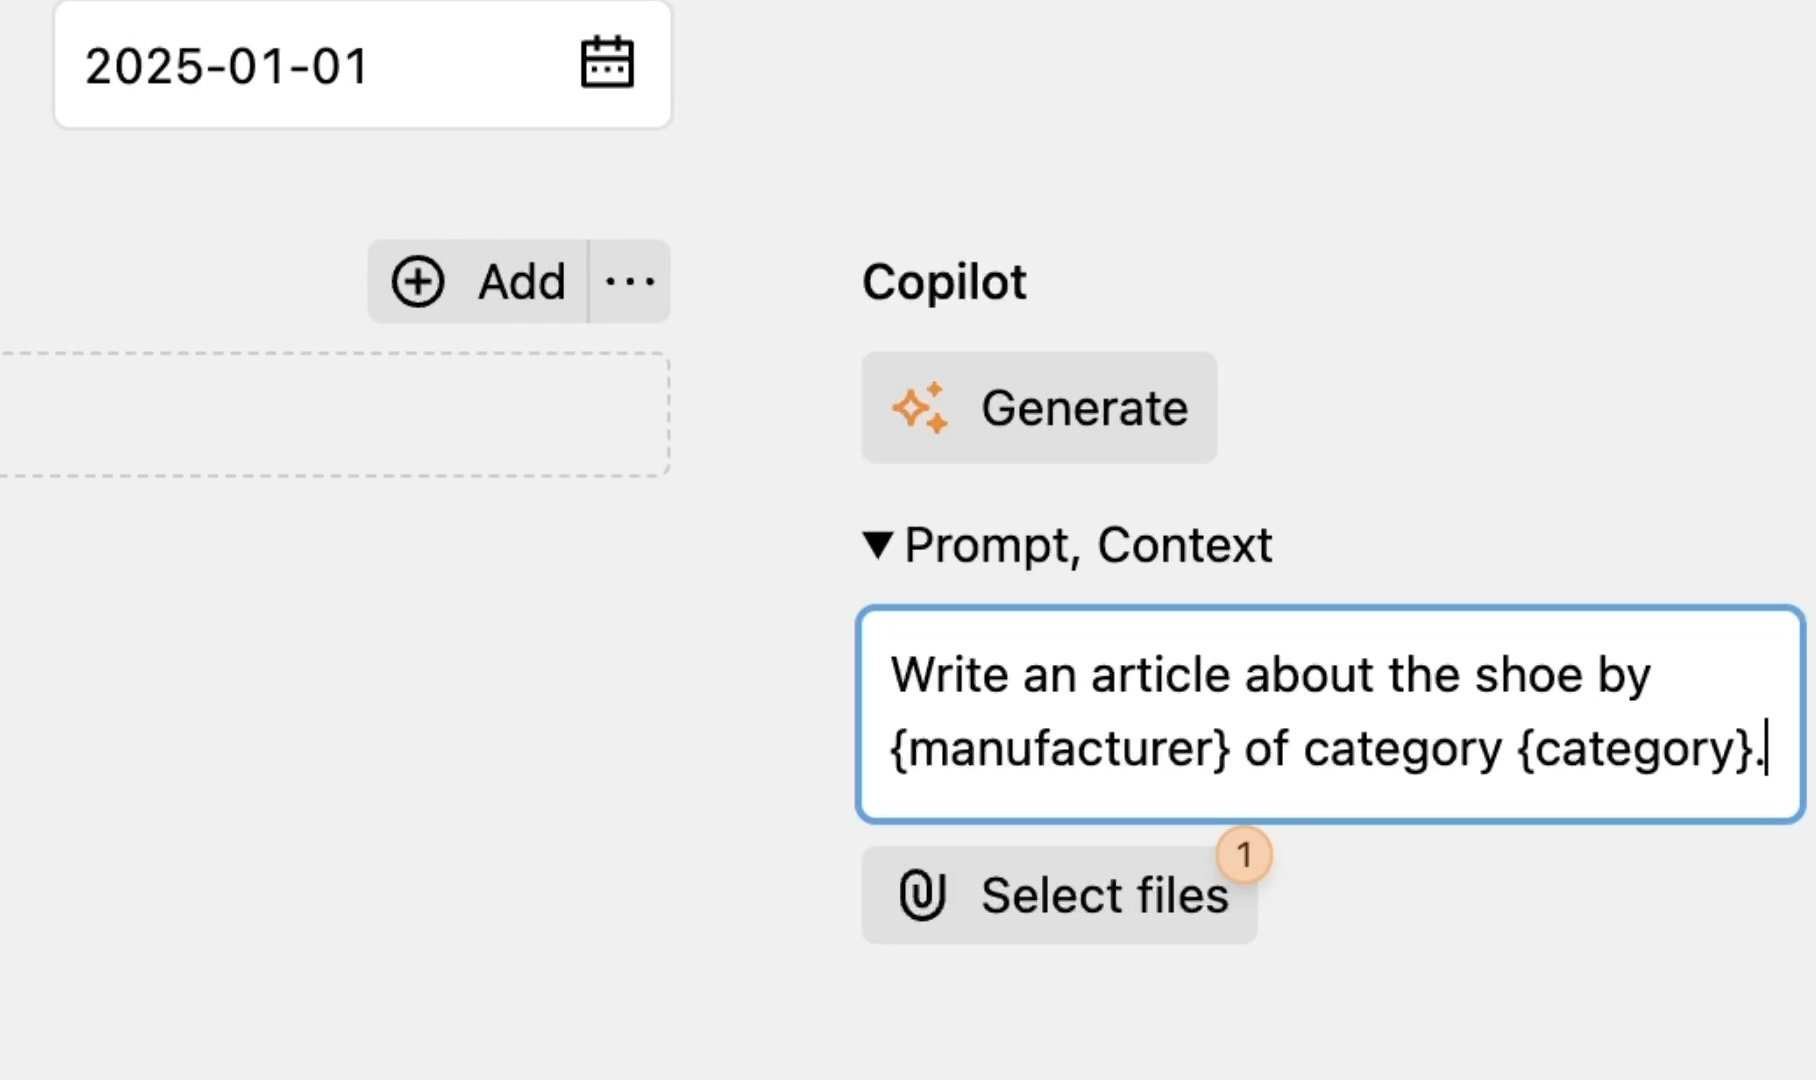 2025-01-01
Add
Copilot
Generate
Prompt, Context
Write an article about the shoe by
{manufacturer} of category {category}.
1
Select files